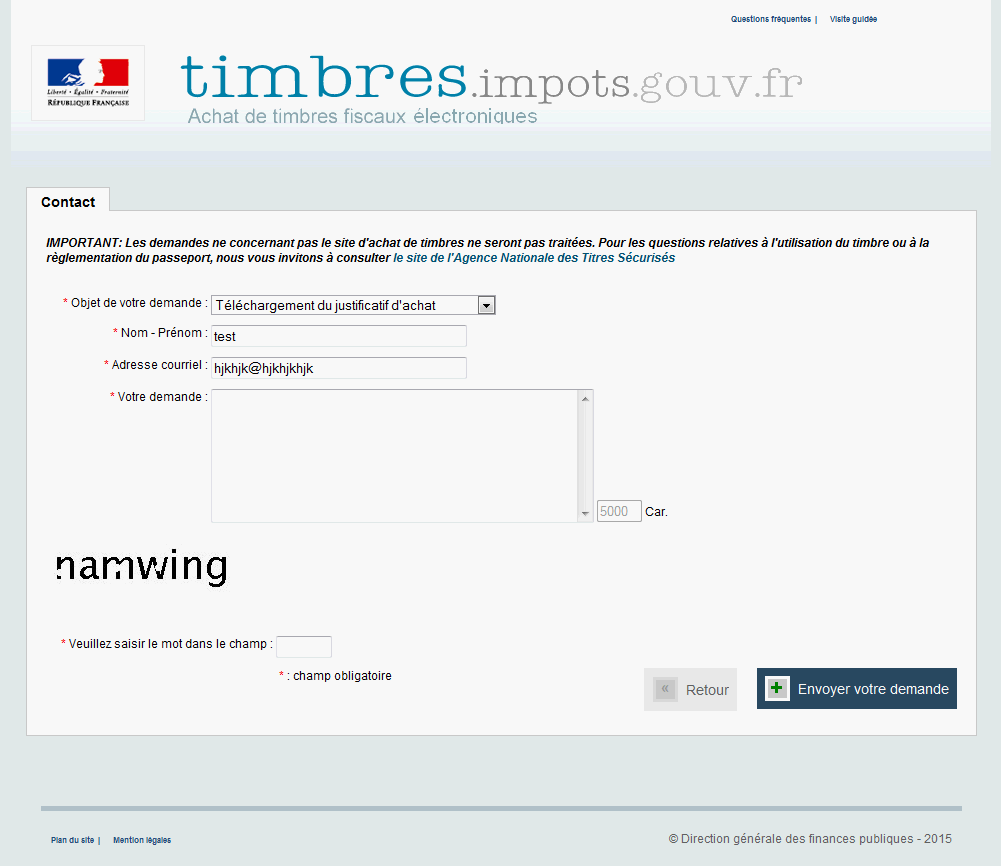 Questions fréquentes | Visite guidée
Liberté • Égalité • Fraternité
RÉPUBLIQUE FRANÇAISE
timbres.impots.gouv.fr
Achat de timbres fiscaux électroniques
Contact
IMPORTANT: Les demandes ne concernant pas le site d'achat de timbres ne seront pas traitées. Pour les questions relatives à l'utilisation du timbre ou à la
règlementation du passeport, nous vous invitons à consulter le site de l'Agence Nationale des Titres Sécurisés
* Objet de votre demande : Téléchargement du justificatif d'achat
* Nom - Prénom : test
* Adresse courriel : hjkhjk@hjkhjkhjk
* Votre demande :
5000 Car.
namwing
* Veuillez saisir le mot dans le champ :
* : champ obligatoire
« Retour
Envoyer votre demande
Plan du site | Mention légales
© Direction générale des finances publiques - 2015